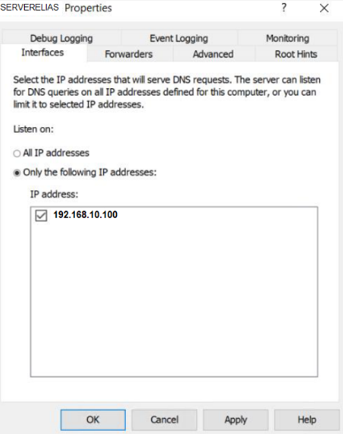 SERVERELIAS Properties ? ×
Debug Logging Event Logging Monitoring
Interfaces Forwarders Advanced Root Hints
Select the IP addresses that will serve DNS requests. The server can listen
for DNS queries on all IP addresses defined for this computer, or you can
limit it to selected IP addresses.
Listen on:
All IP addresses
Only the following IP addresses:
IP address:
192.168.10.100
OK Cancel Apply Help